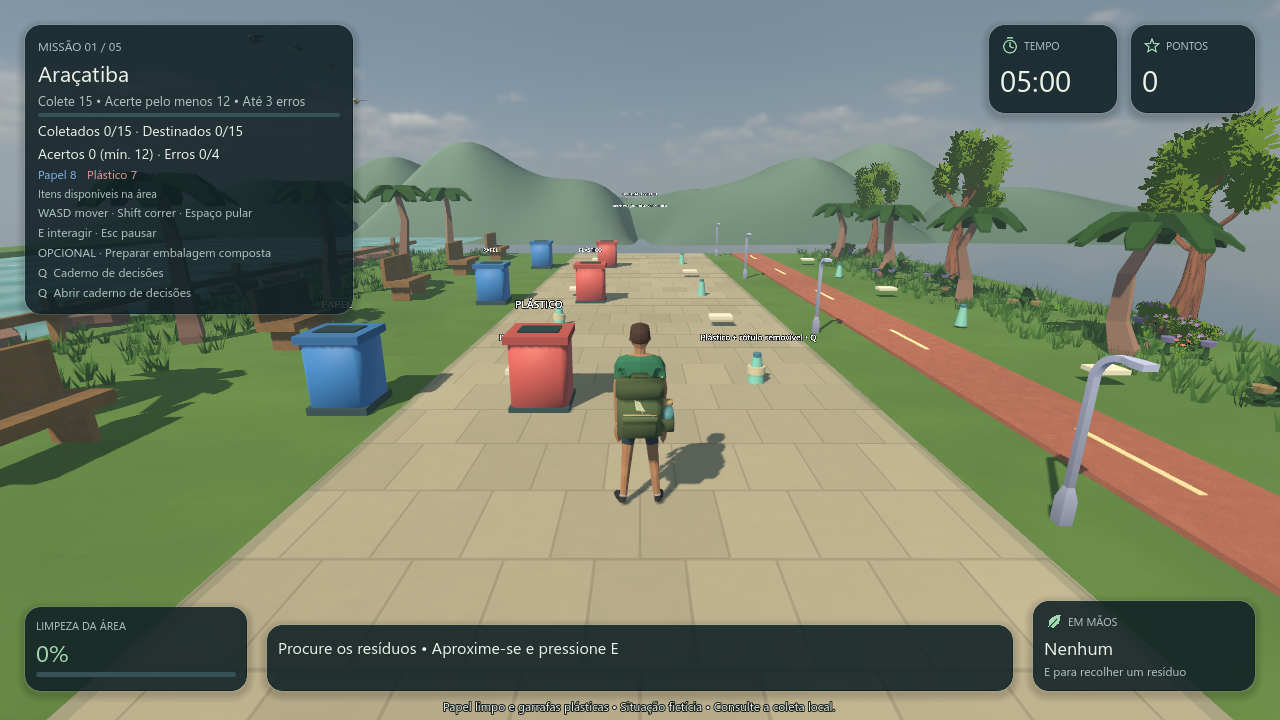 MISSÃO 01 / 05
Araçatiba
Colete 15 • Acerte pelo menos 12 • Até 3 erros
Coletados 0/15 · Destinados 0/15
Acertos 0 (mín. 12) · Erros 0/4
Papel 8 Plástico 7
Itens disponíveis na área
WASD mover · Shift correr · Espaço pular
E interagir · Esc pausar
OPCIONAL · Preparar embalagem composta
Q Caderno de decisões
Q Abrir caderno de decisões
TEMPO
05:00
PONTOS
0
PAPEL
PLÁSTICO
PAPEL
PLÁSTICO
Plástico + rótulo removível • Q
LIMPEZA DA ÁREA
0%
Procure os resíduos • Aproxime-se e pressione E
EM MÃOS
Nenhum
E para recolher um resíduo
Papel limpo e garrafas plásticas • Situação fictícia • Consulte a coleta local.